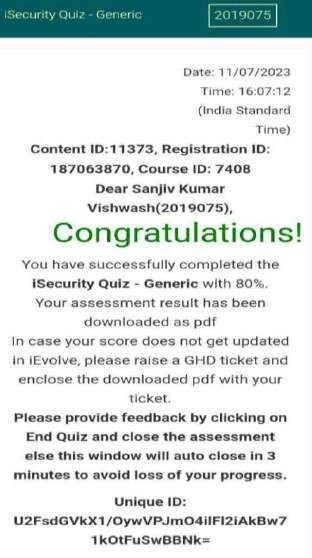 iSecurity Quiz - Generic
2019075
Date: 11/07/2023
Time: 16:07:12
(India Standard
Time)
Content ID:11373, Registration ID:
187063870, Course ID: 7408
Dear Sanjiv Kumar
Vishwash(2019075),
Congratulations!
You have successfully completed the
iSecurity Quiz - Generic with 80%.
Your assessment result has been
downloaded as pdf
In case your score does not get updated
in iEvolve, please raise a GHD ticket and
enclose the downloaded pdf with your
ticket.
Please provide feedback by clicking on
End Quiz and close the assessment
else this window will auto close in 3
minutes to avoid loss of your progress.
Unique ID:
U2FsdGVkX1/OywVPJmO4iIFI2iAkBw7
1kOtFuSwBBNk=